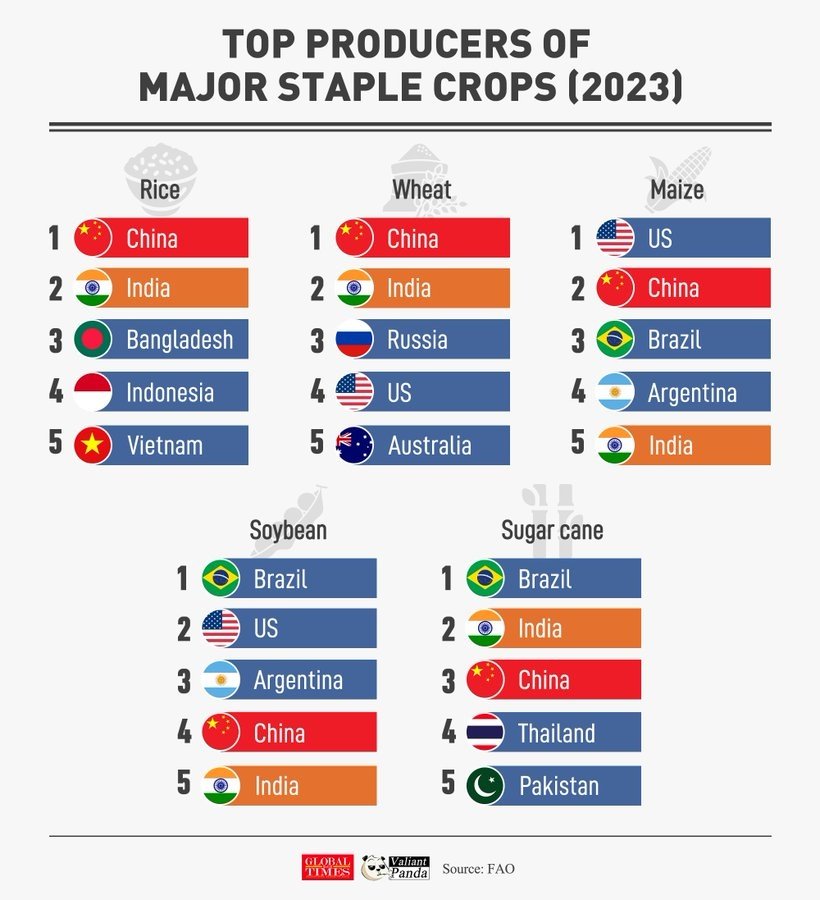 TOP PRODUCERS OF
MAJOR STAPLE CROPS (2023)
Rice
1 China
2 India
3 Bangladesh
4 Indonesia
5 Vietnam
Wheat
1 China
2 India
3 Russia
4 US
5 Australia
Maize
1 US
2 China
3 Brazil
4 Argentina
5 India
Soybean
1 Brazil
2 US
3 Argentina
4 China
5 India
Sugar cane
1 Brazil
2 India
3 China
4 Thailand
5 Pakistan
GLOBAL
TIMES
Valiant
Panda
Source: FAO